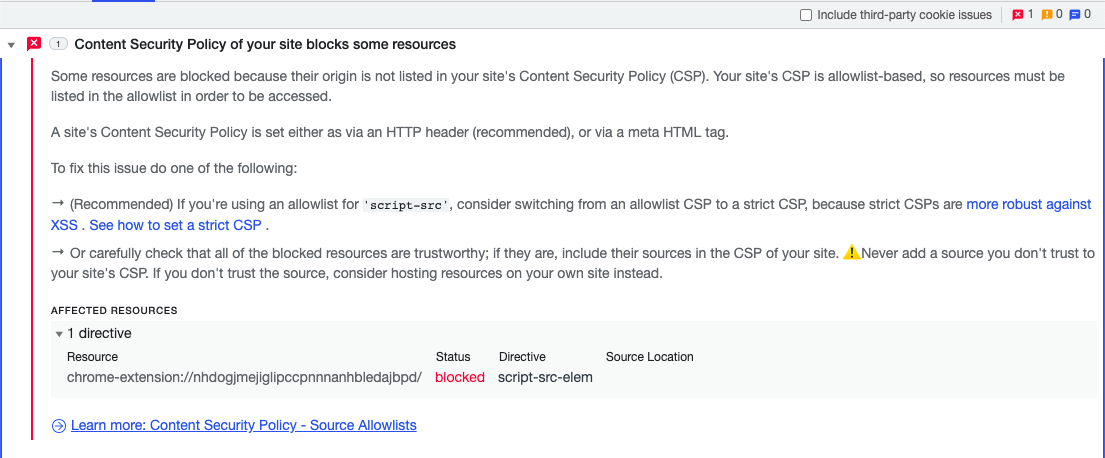 Include third-party cookie issues 1 0 0
1 Content Security Policy of your site blocks some resources
Some resources are blocked because their origin is not listed in your site's Content Security Policy (CSP). Your site's CSP is allowlist-based, so resources must be
listed in the allowlist in order to be accessed.
A site's Content Security Policy is set either as via an HTTP header (recommended), or via a meta HTML tag.
To fix this issue do one of the following:
→ (Recommended) If you're using an allowlist for 'script-src', consider switching from an allowlist CSP to a strict CSP, because strict CSPs are more robust against
XSS . See how to set a strict CSP .
→ Or carefully check that all of the blocked resources are trustworthy; if they are, include their sources in the CSP of your site. ⚠️Never add a source you don't trust to
your site's CSP. If you don't trust the source, consider hosting resources on your own site instead.
AFFECTED RESOURCES
1 directive
Resource Status Directive Source Location
chrome-extension://nhdogjmejiglipccpnnnanhbledajbpd/ blocked script-src-elem
Learn more: Content Security Policy - Source Allowlists